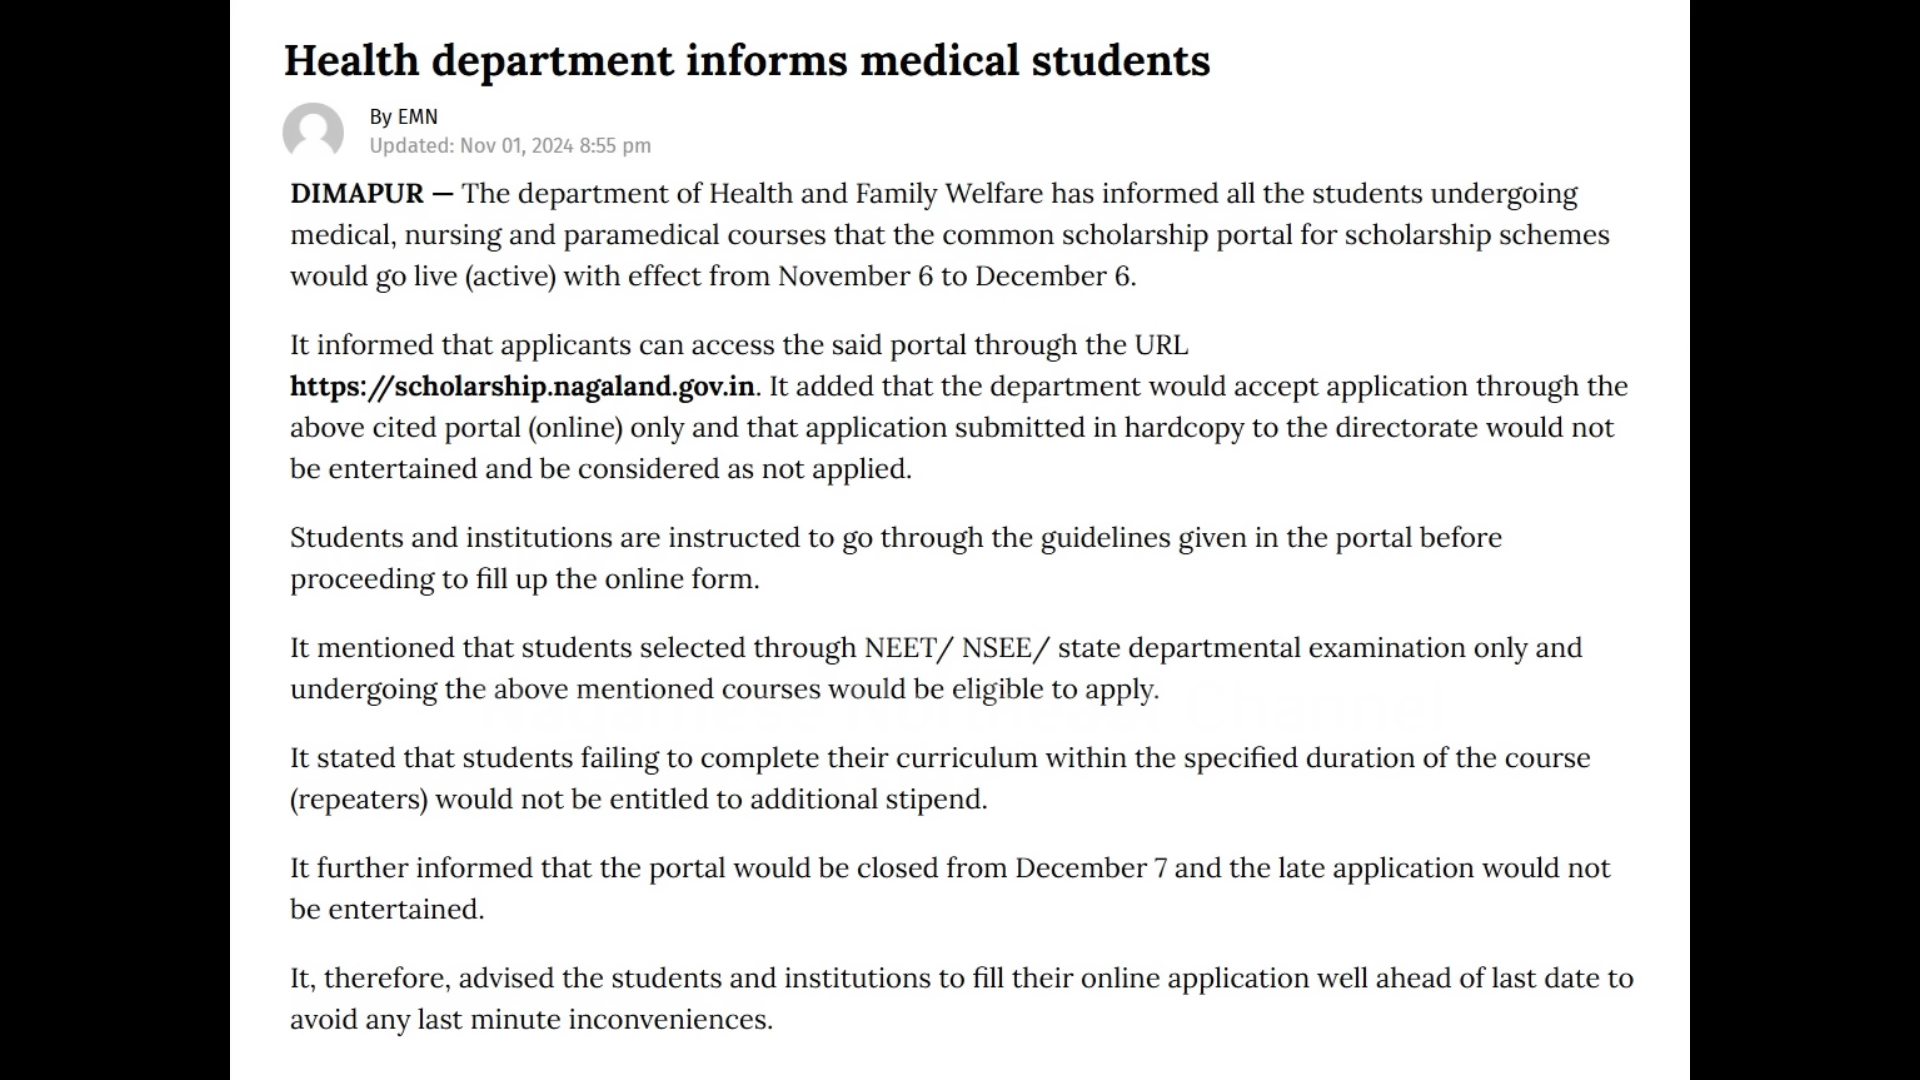 Health department informs medical students
By EMN
Updated: Nov 01, 2024 8:55 pm
DIMAPUR — The department of Health and Family Welfare has informed all the students undergoing
medical, nursing and paramedical courses that the common scholarship portal for scholarship schemes
would go live (active) with effect from November 6 to December 6.
It informed that applicants can access the said portal through the URL
https://scholarship.nagaland.gov.in. It added that the department would accept application through the
above cited portal (online) only and that application submitted in hardcopy to the directorate would not
be entertained and be considered as not applied.
Students and institutions are instructed to go through the guidelines given in the portal before
proceeding to fill up the online form.
It mentioned that students selected through NEET/ NSEE/ state departmental examination only and
undergoing the above mentioned courses would be eligible to apply.
It stated that students failing to complete their curriculum within the specified duration of the course
(repeaters) would not be entitled to additional stipend.
It further informed that the portal would be closed from December 7 and the late application would not
be entertained.
It, therefore, advised the students and institutions to fill their online application well ahead of last date to
avoid any last minute inconveniences.